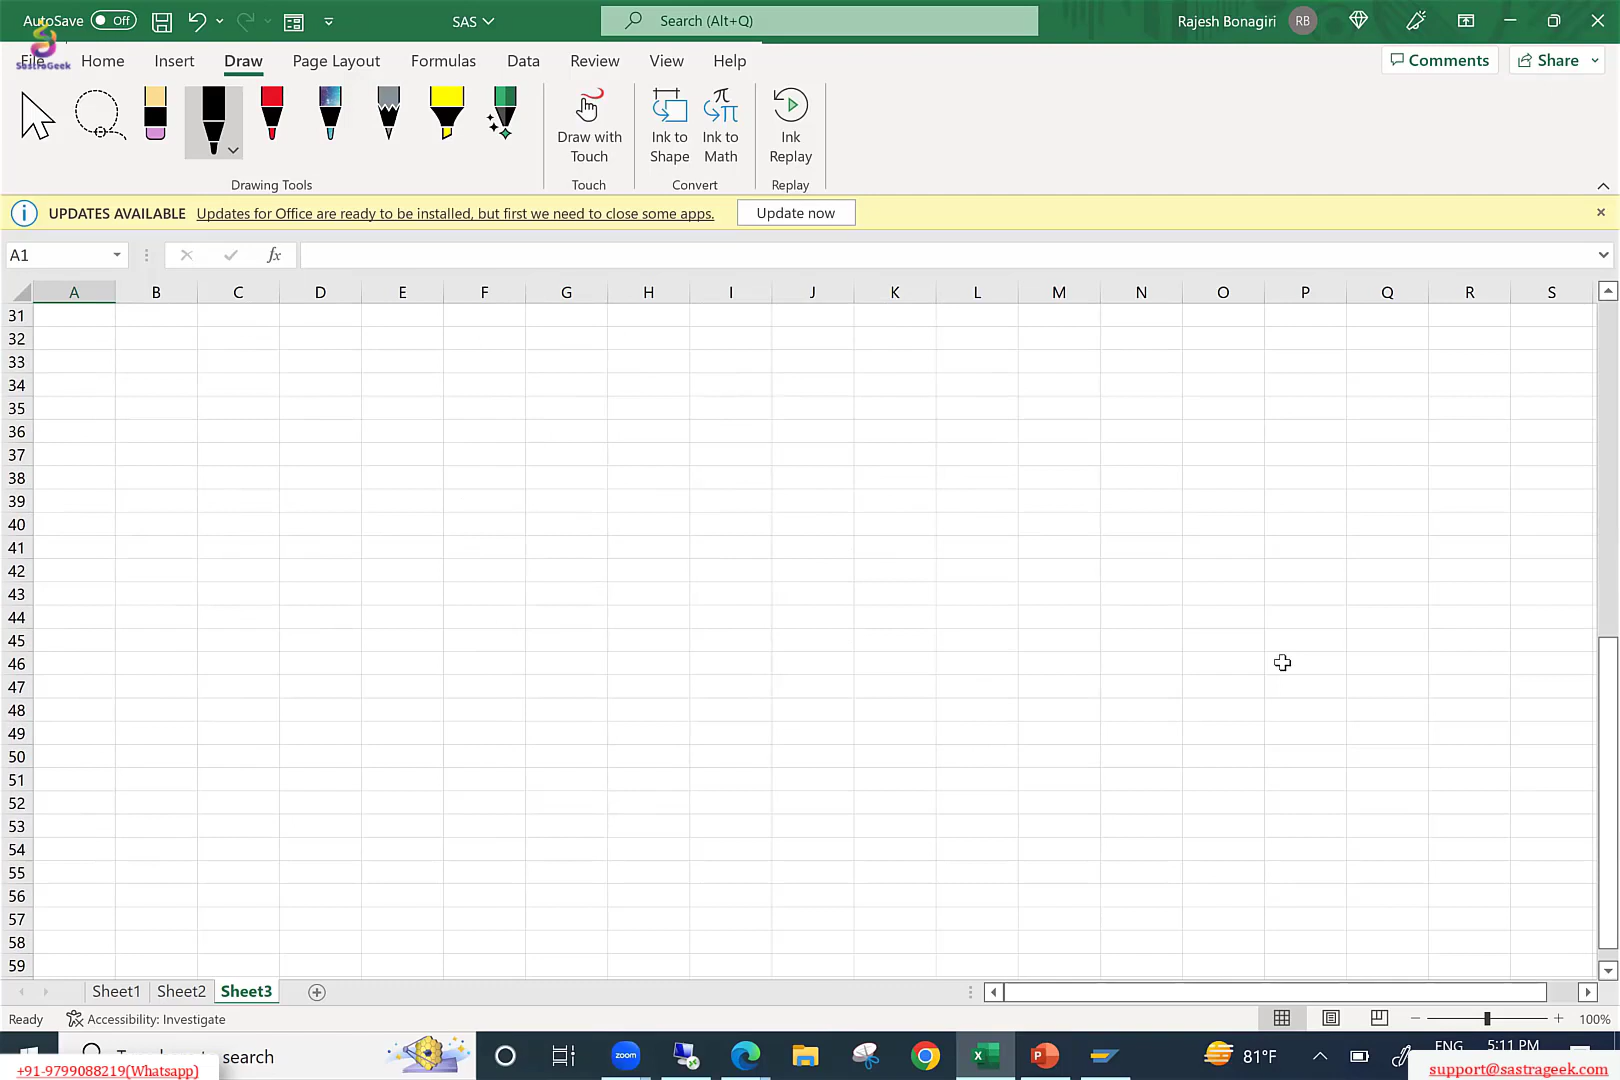 AutoSave Off SAS Search (Alt+Q) Rajesh Bonagiri RB
File Home Insert Draw Page Layout Formulas Data Review View Help Comments Share
SastraGeek
Draw with Touch
Ink to Shape
Ink to Math
Ink Replay
Drawing Tools Touch Convert Replay
UPDATES AVAILABLE Updates for Office are ready to be installed, but first we need to close some apps. Update now
A1 fx
A B C D E F G H I J K L M N O P Q R S
31
32
33
34
35
36
37
38
39
40
41
42
43
44
45
46
47
48
49
50
51
52
53
54
55
56
57
58
59
Sheet1 Sheet2 Sheet3
Ready Accessibility: Investigate 100%
search zoom 81°F ENG 5:11 PM
+91-9799088219(Whatsapp) support@sastrageek.com